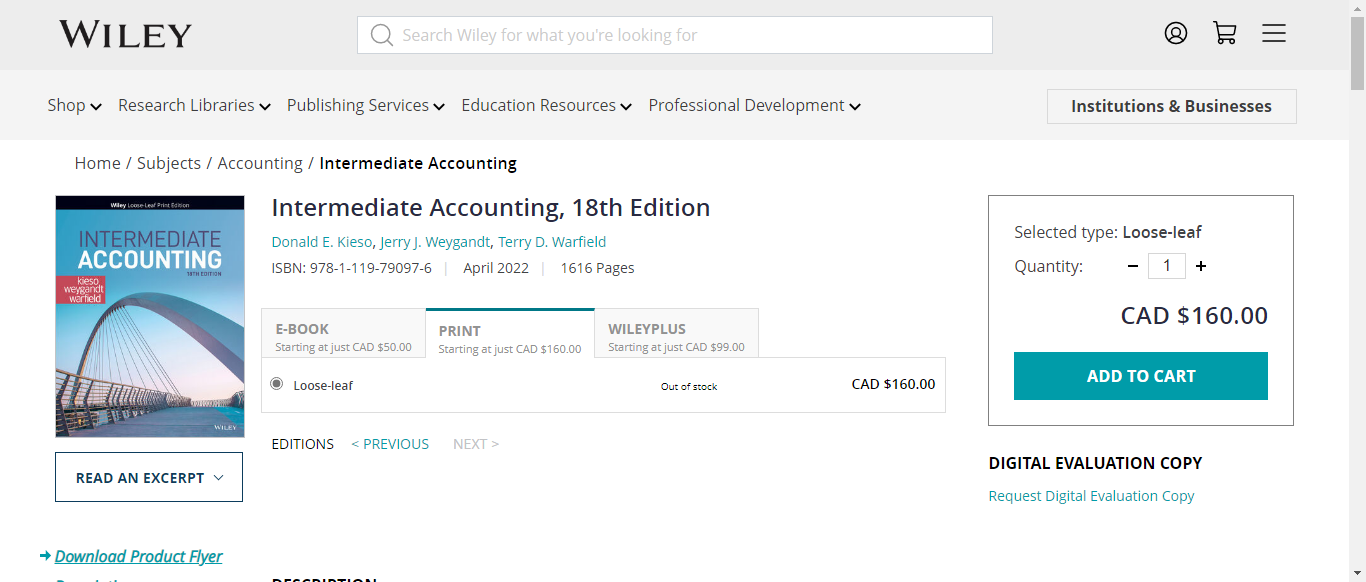 WILEY
Search Wiley for what you're looking for
Shop Research Libraries Publishing Services Education Resources Professional Development Institutions & Businesses
Home / Subjects / Accounting / Intermediate Accounting
Wiley Loose-Leaf Print Edition
INTERMEDIATE
ACCOUNTING
18TH EDITION
kieso
weygandt
warfield
WILEY
READ AN EXCERPT
Download Product Flyer
Intermediate Accounting, 18th Edition
Donald E. Kieso, Jerry J. Weygandt, Terry D. Warfield
ISBN: 978-1-119-79097-6 | April 2022 | 1616 Pages
E-BOOK
Starting at just CAD $50.00
PRINT
Starting at just CAD $160.00
WILEYPLUS
Starting at just CAD $99.00
Loose-leaf Out of stock CAD $160.00
EDITIONS < PREVIOUS NEXT >
DESCRIPTION
Selected type: Loose-leaf
Quantity: − 1 +
CAD $160.00
ADD TO CART
DIGITAL EVALUATION COPY
Request Digital Evaluation Copy